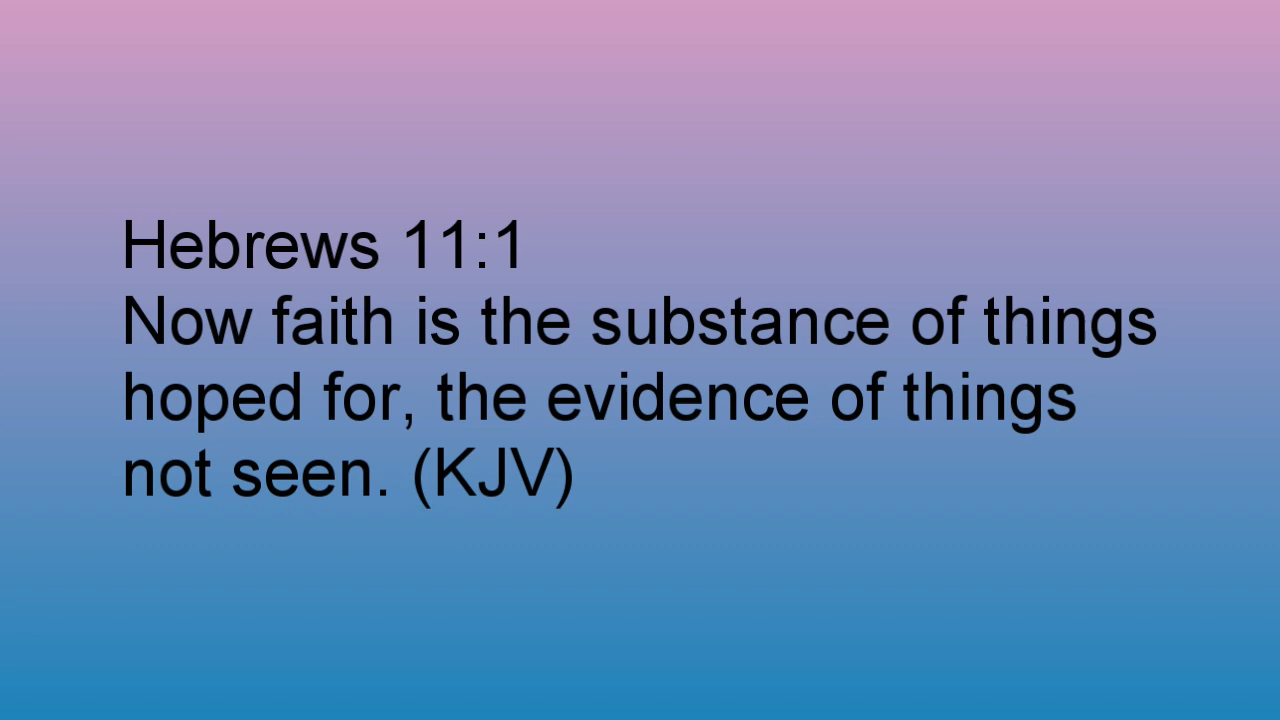 Hebrews 11:1
Now faith is the substance of things
hoped for, the evidence of things
not seen. (KJV)